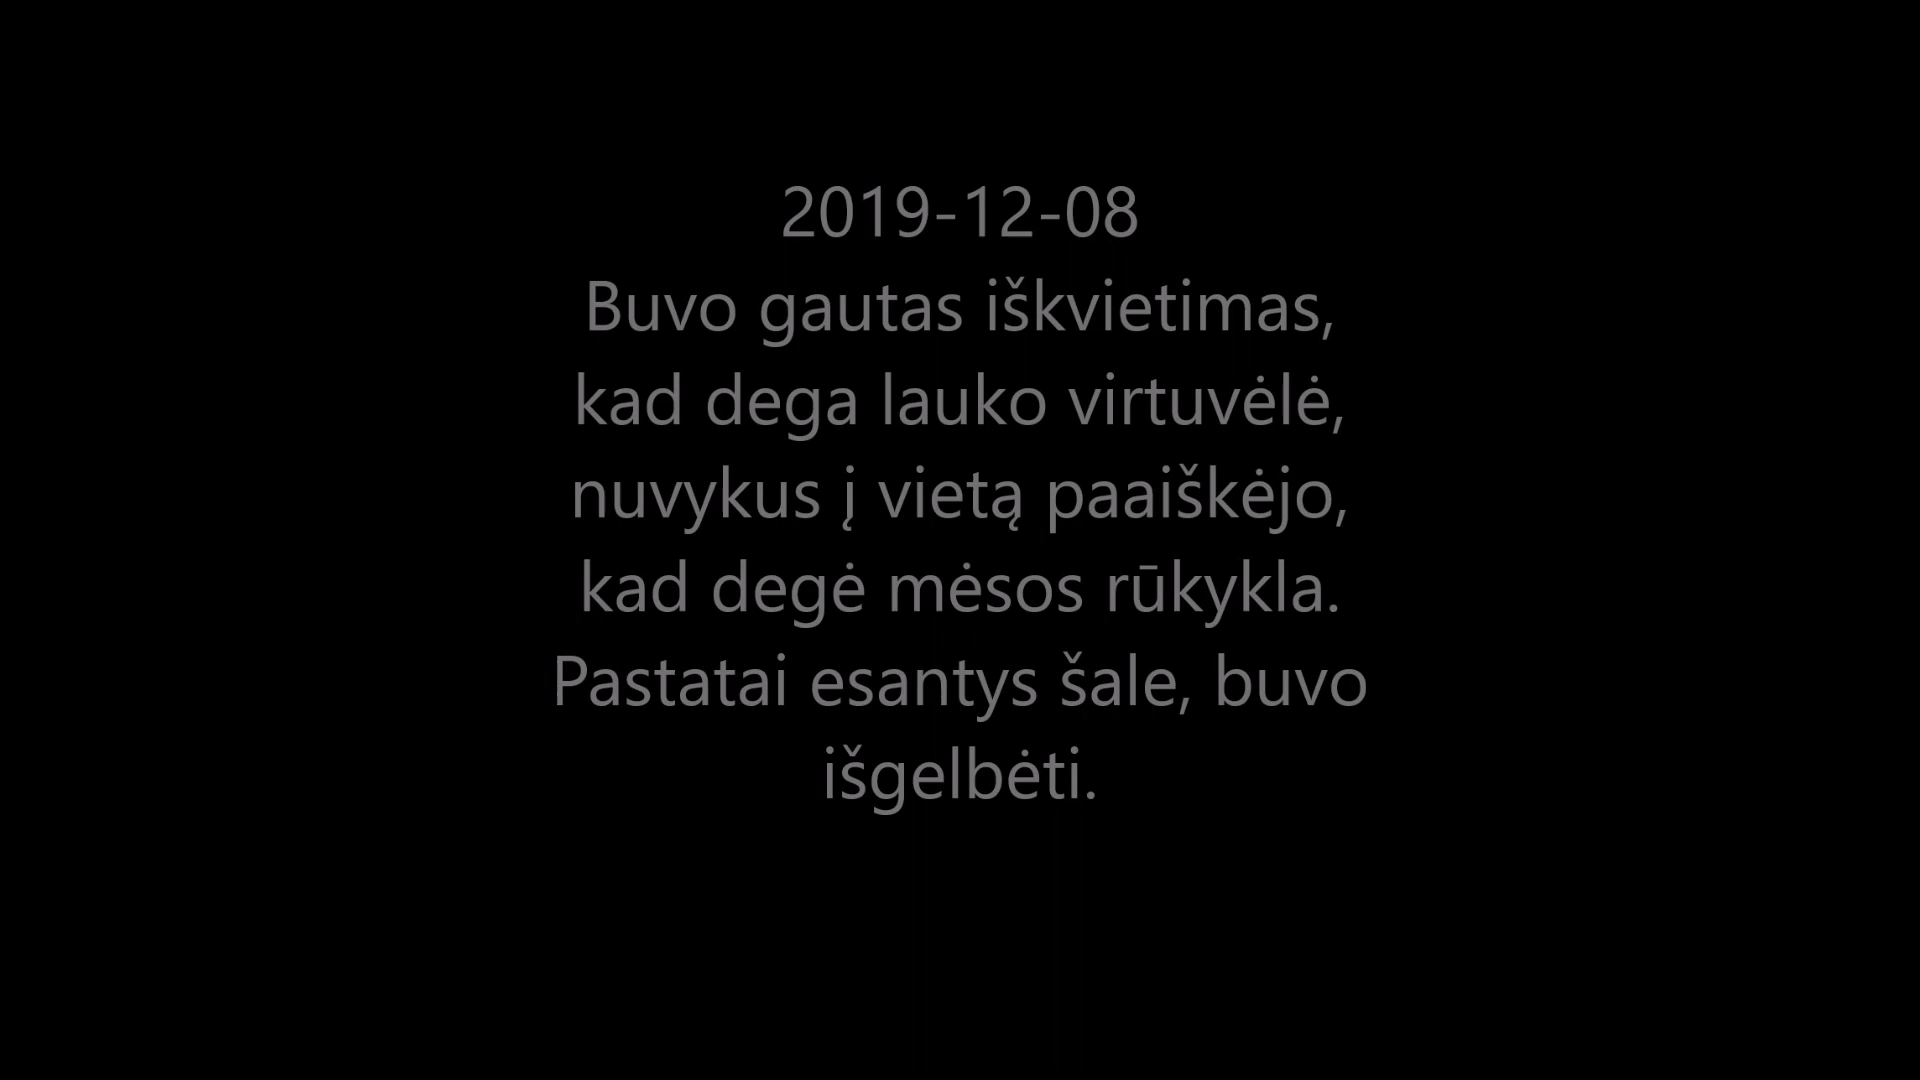 2019-12-08
Buvo gautas iškvietimas,
kad dega lauko virtuvėlė,
nuvykus į vietą paaiškėjo,
kad degė mėsos rūkykla.
Pastatai esantys šale, buvo
išgelbėti.